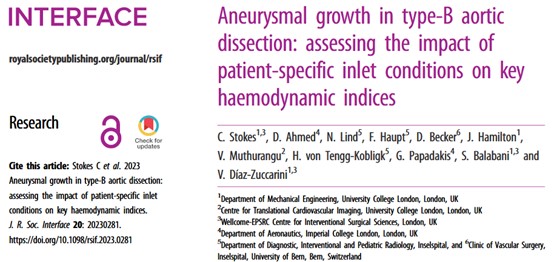 INTERFACE
royalsocietypublishing.org/journal/rsif
Research
Check for
updates
Cite this article: Stokes C et al. 2023
Aneurysmal growth in type-B aortic dissection:
assessing the impact of patient-specific inlet
conditions on key haemodynamic indices.
J. R. Soc. Interface 20: 20230281.
https://doi.org/10.1098/rsif.2023.0281
Aneurysmal growth in type-B aortic
dissection: assessing the impact of
patient-specific inlet conditions on key
haemodynamic indices
C. Stokes1,3, D. Ahmed4, N. Lind5, F. Haupt5, D. Becker6, J. Hamilton1,
V. Muthurangu2, H. von Tengg-Kobligk5, G. Papadakis4, S. Balabani1,3 and
V. Díaz-Zuccarini1,3
1Department of Mechanical Engineering, University College London, London, UK
2Centre for Translational Cardiovascular Imaging, University College London, London, UK
3Wellcome-EPSRC Centre for Interventional Surgical Sciences, London, UK
4Department of Aeronautics, Imperial College London, London, UK
5Department of Diagnostic, Interventional and Pediatric Radiology, Inselspital, and 6Clinic of Vascular Surgery,
Inselspital, University of Bern, Bern, Switzerland